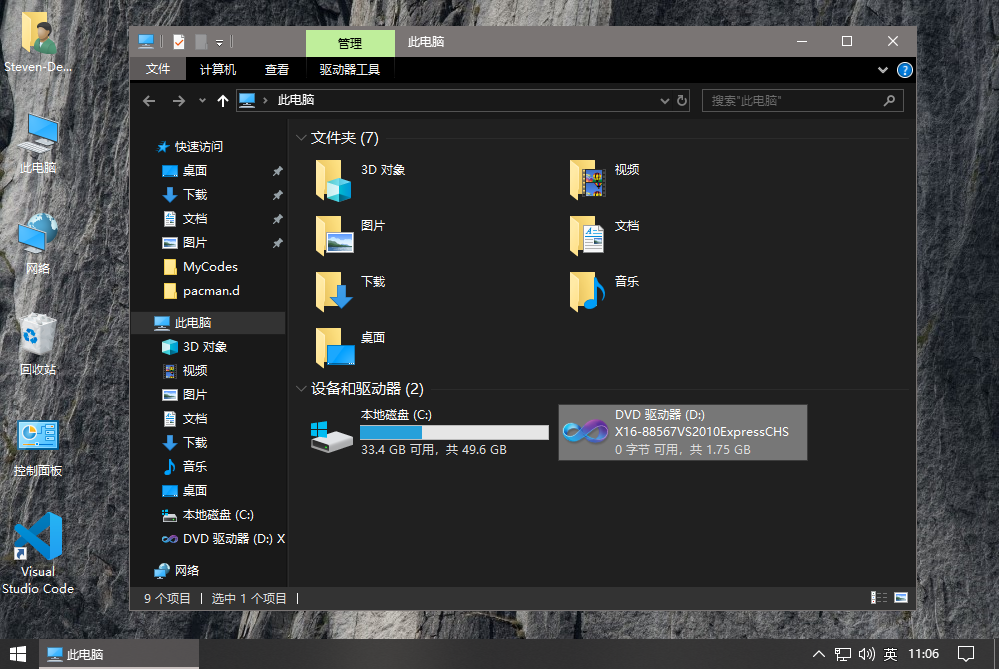 Steven-De...
此电脑
网络
回收站
控制面板
Visual
Studio Code
管理
此电脑
文件
计算机
查看
驱动器工具
此电脑
搜索"此电脑"
快速访问
桌面
下载
文档
图片
MyCodes
pacman.d
此电脑
3D 对象
视频
图片
文档
下载
音乐
桌面
本地磁盘 (C:)
DVD 驱动器 (D:) X
网络
文件夹 (7)
3D 对象
视频
图片
文档
下载
音乐
桌面
设备和驱动器 (2)
本地磁盘 (C:)
33.4 GB 可用，共 49.6 GB
DVD 驱动器 (D:)
X16-88567VS2010ExpressCHS
0 字节 可用，共 1.75 GB
9 个项目
选中 1 个项目
此电脑
英
11:06